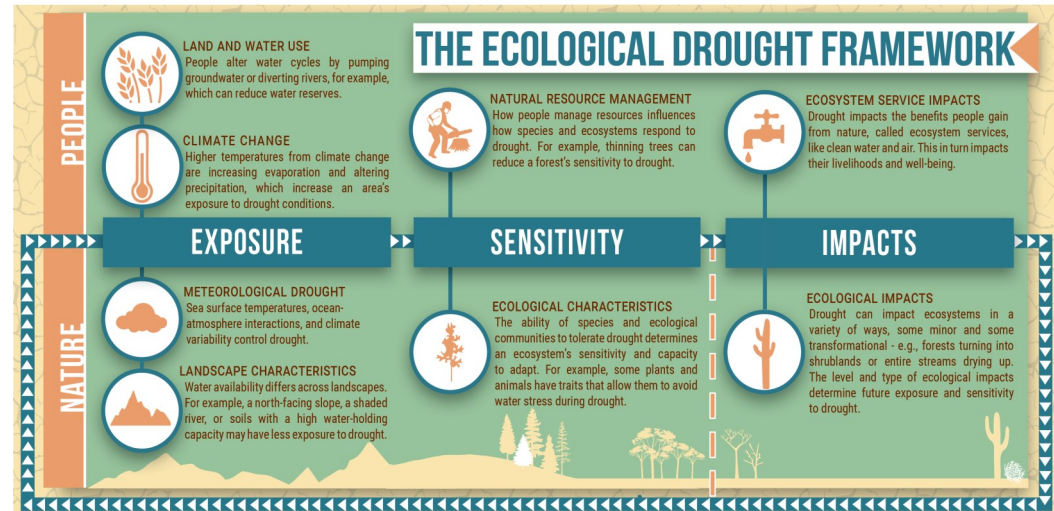 THE ECOLOGICAL DROUGHT FRAMEWORK
PEOPLE
LAND AND WATER USE
People alter water cycles by pumping
groundwater or diverting rivers, for example,
which can reduce water reserves.
CLIMATE CHANGE
Higher temperatures from climate change
are increasing evaporation and altering
precipitation, which increase an area's
exposure to drought conditions.
NATURAL RESOURCE MANAGEMENT
How people manage resources influences
how species and ecosystems respond to
drought. For example, thinning trees can
reduce a forest's sensitivity to drought.
ECOSYSTEM SERVICE IMPACTS
Drought impacts the benefits people gain
from nature, called ecosystem services,
like clean water and air. This in turn impacts
their livelihoods and well-being.
EXPOSURE
SENSITIVITY
IMPACTS
NATURE
METEOROLOGICAL DROUGHT
Sea surface temperatures, ocean-
atmosphere interactions, and climate
variability control drought.
LANDSCAPE CHARACTERISTICS
Water availability differs across landscapes.
For example, a north-facing slope, a shaded
river, or soils with a high water-holding
capacity may have less exposure to drought.
ECOLOGICAL CHARACTERISTICS
The ability of species and ecological
communities to tolerate drought determines
an ecosystem's sensitivity and capacity
to adapt. For example, some plants and
animals have traits that allow them to avoid
water stress during drought.
ECOLOGICAL IMPACTS
Drought can impact ecosystems in a
variety of ways, some minor and some
transformational - e.g., forests turning into
shrublands or entire streams drying up.
The level and type of ecological impacts
determine future exposure and sensitivity
to drought.